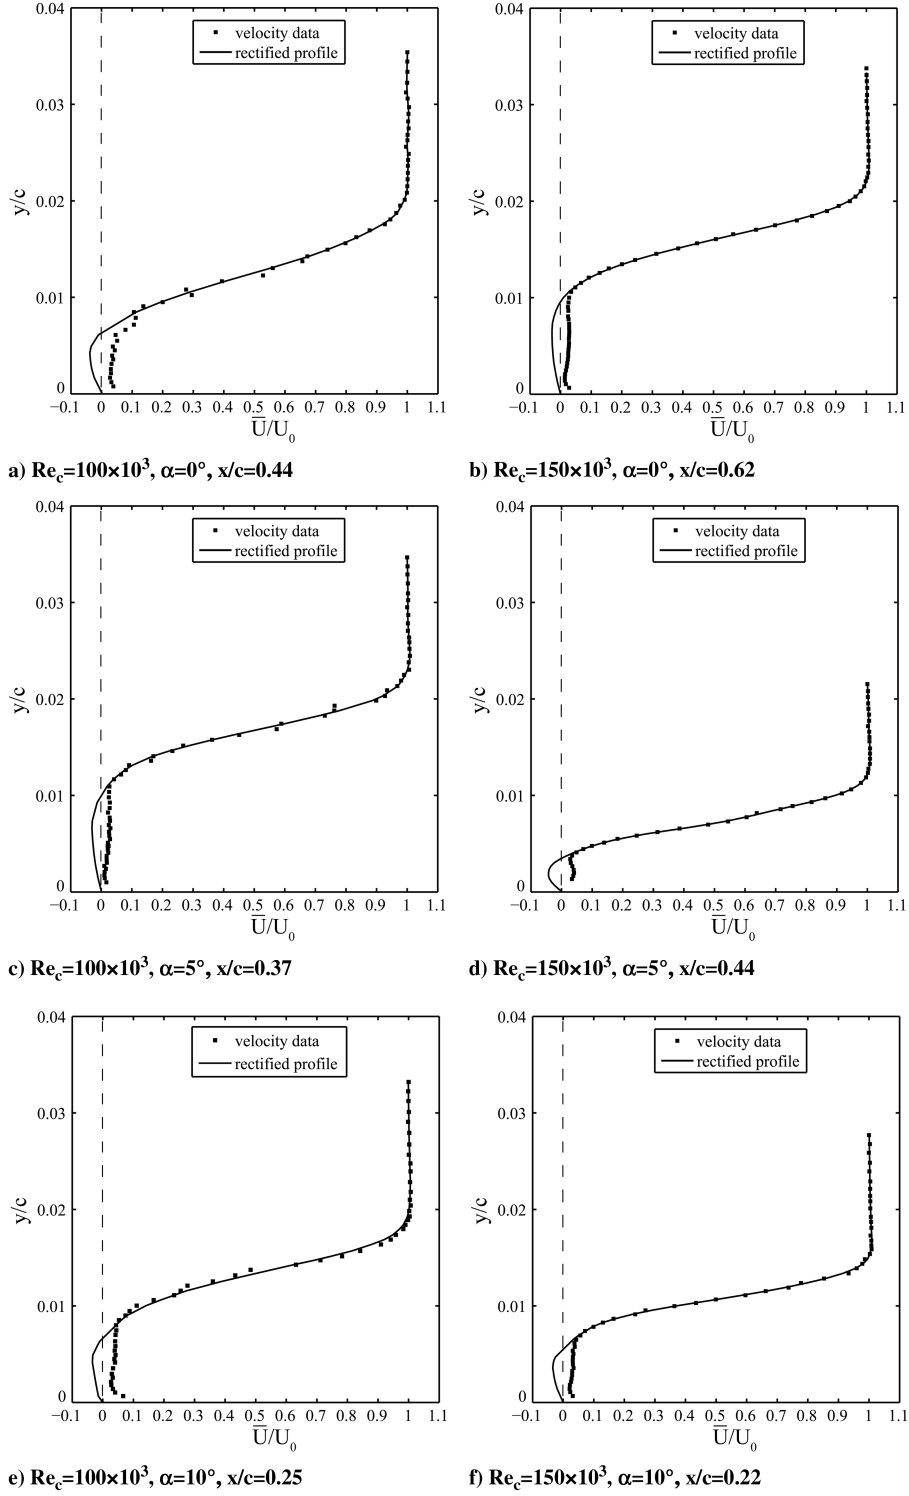 0.04
velocity data
rectified profile
0.03
y/c
0.02
0.01
0
−0.1 0 0.1 0.2 0.3 0.4 0.5 0.6 0.7 0.8 0.9 1 1.1
U̅/U₀
a) Re_c=100×10³, α=0°, x/c=0.44
0.04
velocity data
rectified profile
0.03
y/c
0.02
0.01
0
−0.1 0 0.1 0.2 0.3 0.4 0.5 0.6 0.7 0.8 0.9 1 1.1
U̅/U₀
b) Re_c=150×10³, α=0°, x/c=0.62
0.04
velocity data
rectified profile
0.03
y/c
0.02
0.01
0
−0.1 0 0.1 0.2 0.3 0.4 0.5 0.6 0.7 0.8 0.9 1 1.1
U̅/U₀
c) Re_c=100×10³, α=5°, x/c=0.37
0.04
velocity data
rectified profile
0.03
y/c
0.02
0.01
0
−0.1 0 0.1 0.2 0.3 0.4 0.5 0.6 0.7 0.8 0.9 1 1.1
U̅/U₀
d) Re_c=150×10³, α=5°, x/c=0.44
0.04
velocity data
rectified profile
0.03
y/c
0.02
0.01
0
−0.1 0 0.1 0.2 0.3 0.4 0.5 0.6 0.7 0.8 0.9 1 1.1
U̅/U₀
e) Re_c=100×10³, α=10°, x/c=0.25
0.04
velocity data
rectified profile
0.03
y/c
0.02
0.01
0
−0.1 0 0.1 0.2 0.3 0.4 0.5 0.6 0.7 0.8 0.9 1 1.1
U̅/U₀
f) Re_c=150×10³, α=10°, x/c=0.22